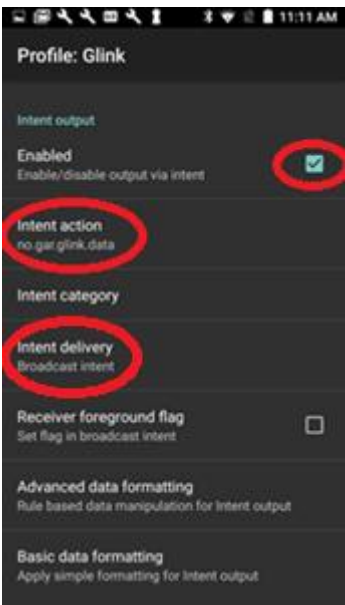 11:11 AM
Profile: Glink
Intent output
Enabled
Enable/disable output via intent
Intent action
no.gar.glink.data
Intent category
Intent delivery
Broadcast intent
Receiver foreground flag
Set flag in broadcast intent
Advanced data formatting
Rule based data manipulation for Intent output
Basic data formatting
Apply simple formatting for Intent output